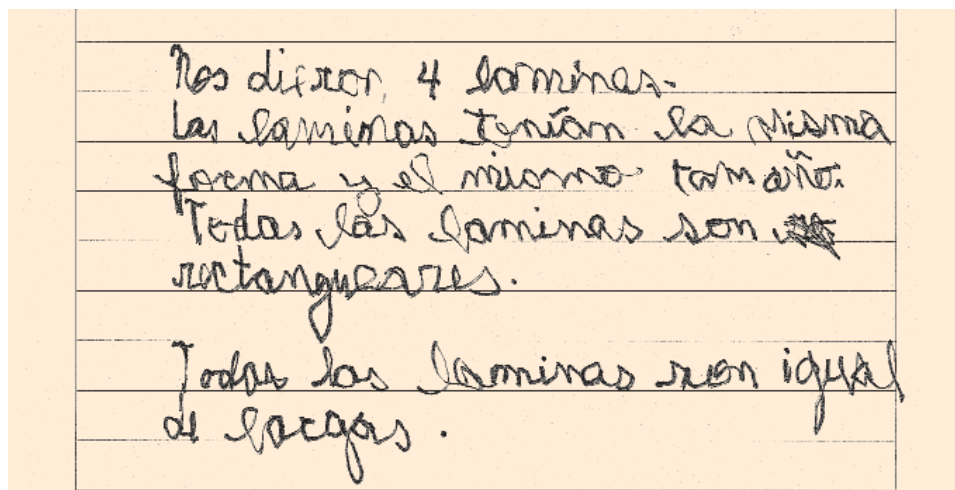 Nos dieron 4 laminas.
Las laminas tenían la misma
forma y el mismo tamaño.
Todas las laminas son
rectangulares.
Todas las laminas son igual
de largas.